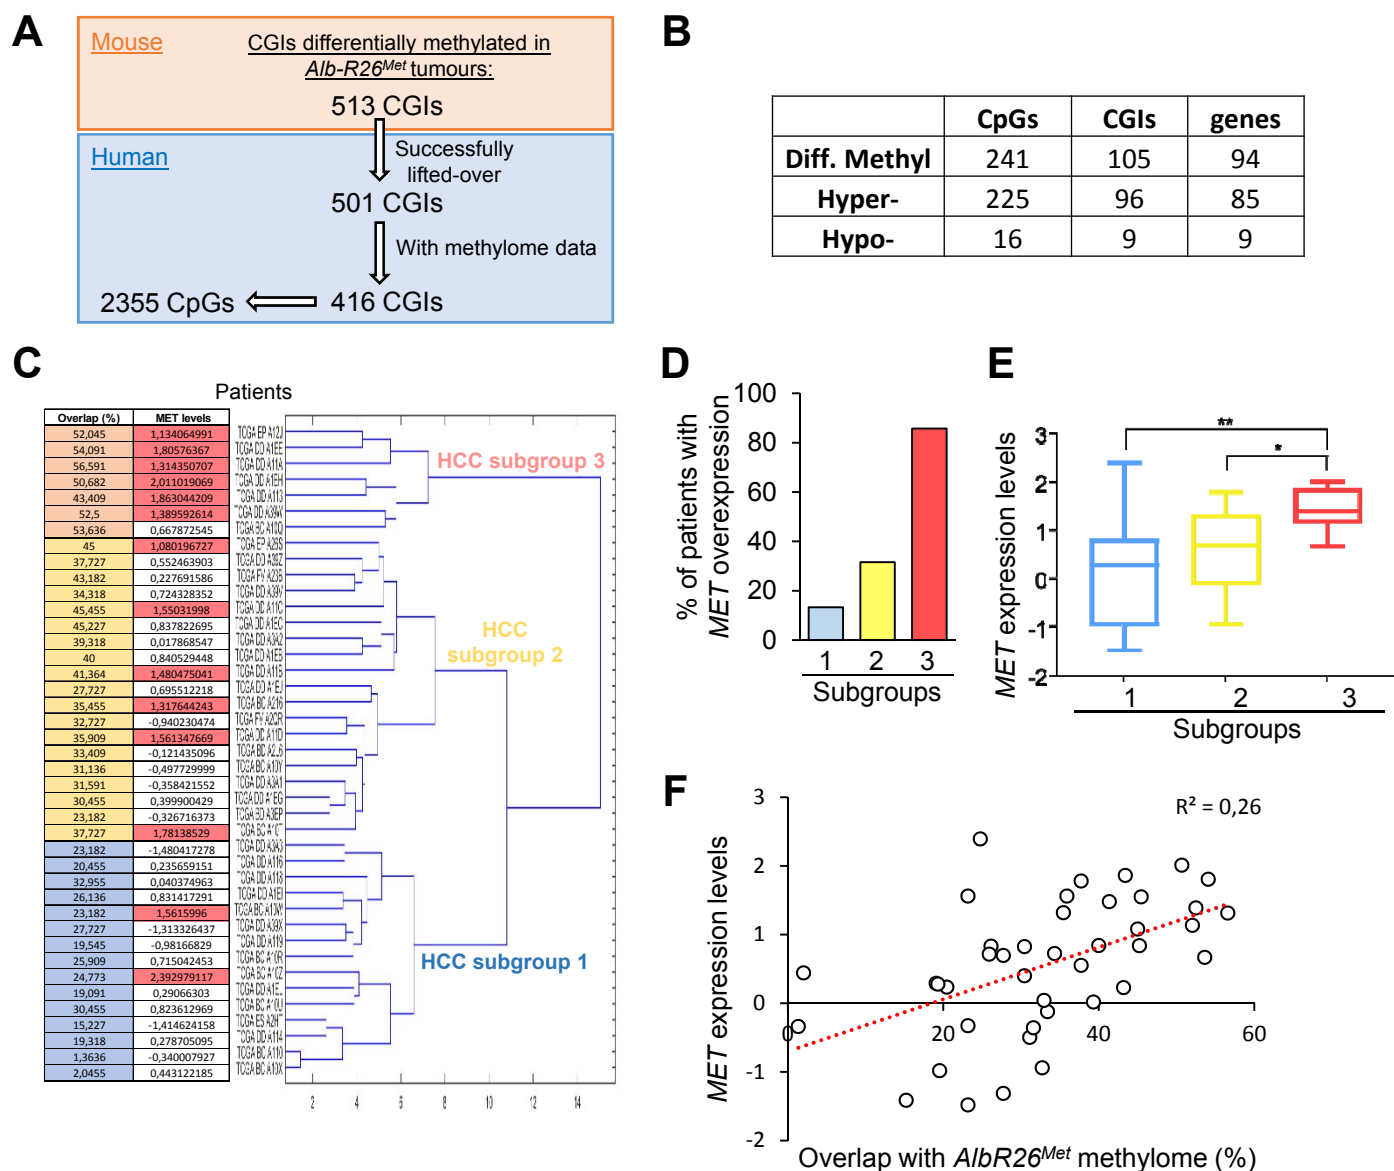 A
Mouse
CGIs differentially methylated in
Alb-R26Met tumours:
513 CGIs
Human
Successfully
lifted-over
501 CGIs
With methylome data
2355 CpGs
416 CGIs
B
CpGs CGIs genes
Diff. Methyl 241 105 94
Hyper- 225 96 85
Hypo- 16 9 9
C
Patients
Overlap (%) MET levels
52,045 1,134064991
54,091 1,80576367
56,591 1,314350707
50,682 2,011019069
43,409 1,863044209
52,5 1,389592614
53,636 0,667872545
45 1,080196727
37,727 0,552463903
43,182 0,227691586
34,318 0,724328352
45,455 1,55031998
45,227 0,837822695
39,318 0,017868547
40 0,840529448
41,364 1,480475041
27,727 0,695512218
35,455 1,317644243
32,727 -0,940230474
35,909 1,561347669
33,409 -0,121435096
31,136 -0,497729999
31,591 -0,358421552
30,455 0,399900429
23,182 -0,326716373
37,727 1,78138529
23,182 -1,480417278
20,455 0,235659151
32,955 0,040374963
26,136 0,831417291
23,182 1,5615996
27,727 -1,313326437
19,545 -0,98166829
25,909 0,715042453
24,773 2,392979117
19,091 0,29066303
30,455 0,823612969
15,227 -1,414624158
19,318 0,278705095
1,3636 -0,340007927
2,0455 0,443122185
HCC subgroup 3
HCC
subgroup 2
HCC subgroup 1
2 4 6 8 10 12 14
D
% of patients with
MET overexpression
100
80
60
40
20
0
1 2 3
Subgroups
E
MET expression levels
3
2
1
0
-1
-2
**
*
1 2 3
Subgroups
F
MET expression levels
3
2
1
0
-1
-2
R² = 0,26
0 20 40 60
Overlap with AlbR26Met methylome (%)